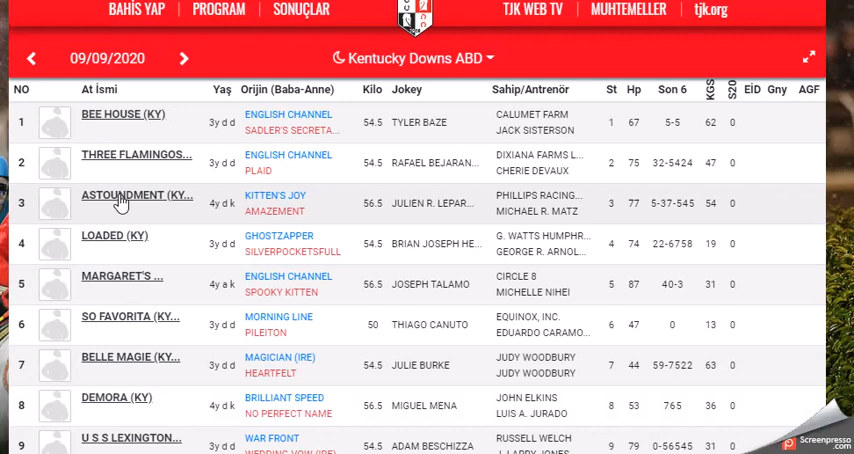 BAHİS YAP PROGRAM SONUÇLAR TJK WEB TV MUHTEMELLER tjk.org
09/09/2020 Kentucky Downs ABD
NO At İsmi Yaş Orijin (Baba-Anne) Kilo Jokey Sahip/Antrenör St Hp Son 6 KGS S20 EİD Gny AGF
1 BEE HOUSE (KY) 3y d d ENGLISH CHANNEL 54.5 TYLER BAZE CALUMET FARM 1 67 5-5 62 0
SADLER'S SECRETA... JACK SISTERSON
2 THREE FLAMINGOS... 3y d d ENGLISH CHANNEL 54.5 RAFAEL BEJARAN... DIXIANA FARMS L... 2 75 32-5424 47 0
PLAID CHERIE DEVAUX
3 ASTOUNDMENT (KY... 4y d k KITTEN'S JOY 56.5 JULIEN R. LEPAR... PHILLIPS RACING... 3 77 5-37-545 54 0
AMAZEMENT MICHAEL R. MATZ
4 LOADED (KY) 3y d d GHOSTZAPPER 54.5 BRIAN JOSEPH HE... G. WATTS HUMPHR... 4 74 22-6758 19 0
SILVERPOCKETSFULL GEORGE R. ARNOL...
5 MARGARET'S ... 4y a k ENGLISH CHANNEL 56.5 JOSEPH TALAMO CIRCLE 8 5 87 40-3 31 0
SPOOKY KITTEN MICHELLE NIHEI
6 SO FAVORITA (KY... 3y d d MORNING LINE 50 THIAGO CANUTO EQUINOX, INC. 6 47 0 13 0
PILEITON EDUARDO CARAMO...
7 BELLE MAGIE (KY... 3y d d MAGICIAN (IRE) 54.5 JULIE BURKE JUDY WOODBURY 7 44 59-7522 63 0
HEARTFELT JUDY WOODBURY
8 DEMORA (KY) 4y d k BRILLIANT SPEED 56.5 MIGUEL MENA JOHN ELKINS 8 53 765 36 0
NO PERFECT NAME LUIS A. JURADO
9 U S S LEXINGTON... 3y d d WAR FRONT 54.5 ADAM BESCHIZZA RUSSELL WELCH 9 79 0-56545 31 0
WEDDING VOW (IRE) J. LARRY JONES
Screenpresso
.com